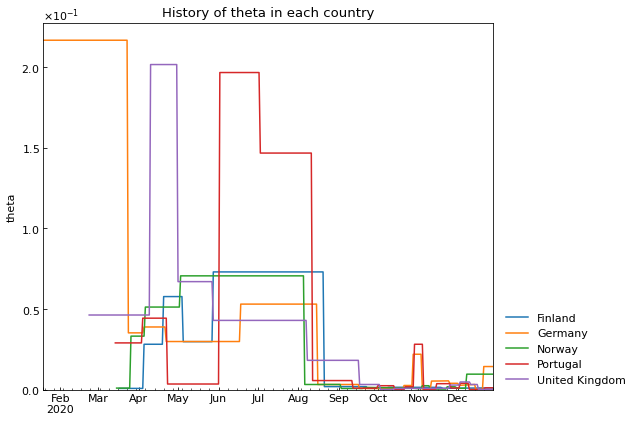 History of theta in each country
×10⁻¹
2.0
1.5
1.0
0.5
0.0
theta
Feb Mar Apr May Jun Jul Aug Sep Oct Nov Dec
2020
Finland
Germany
Norway
Portugal
United Kingdom